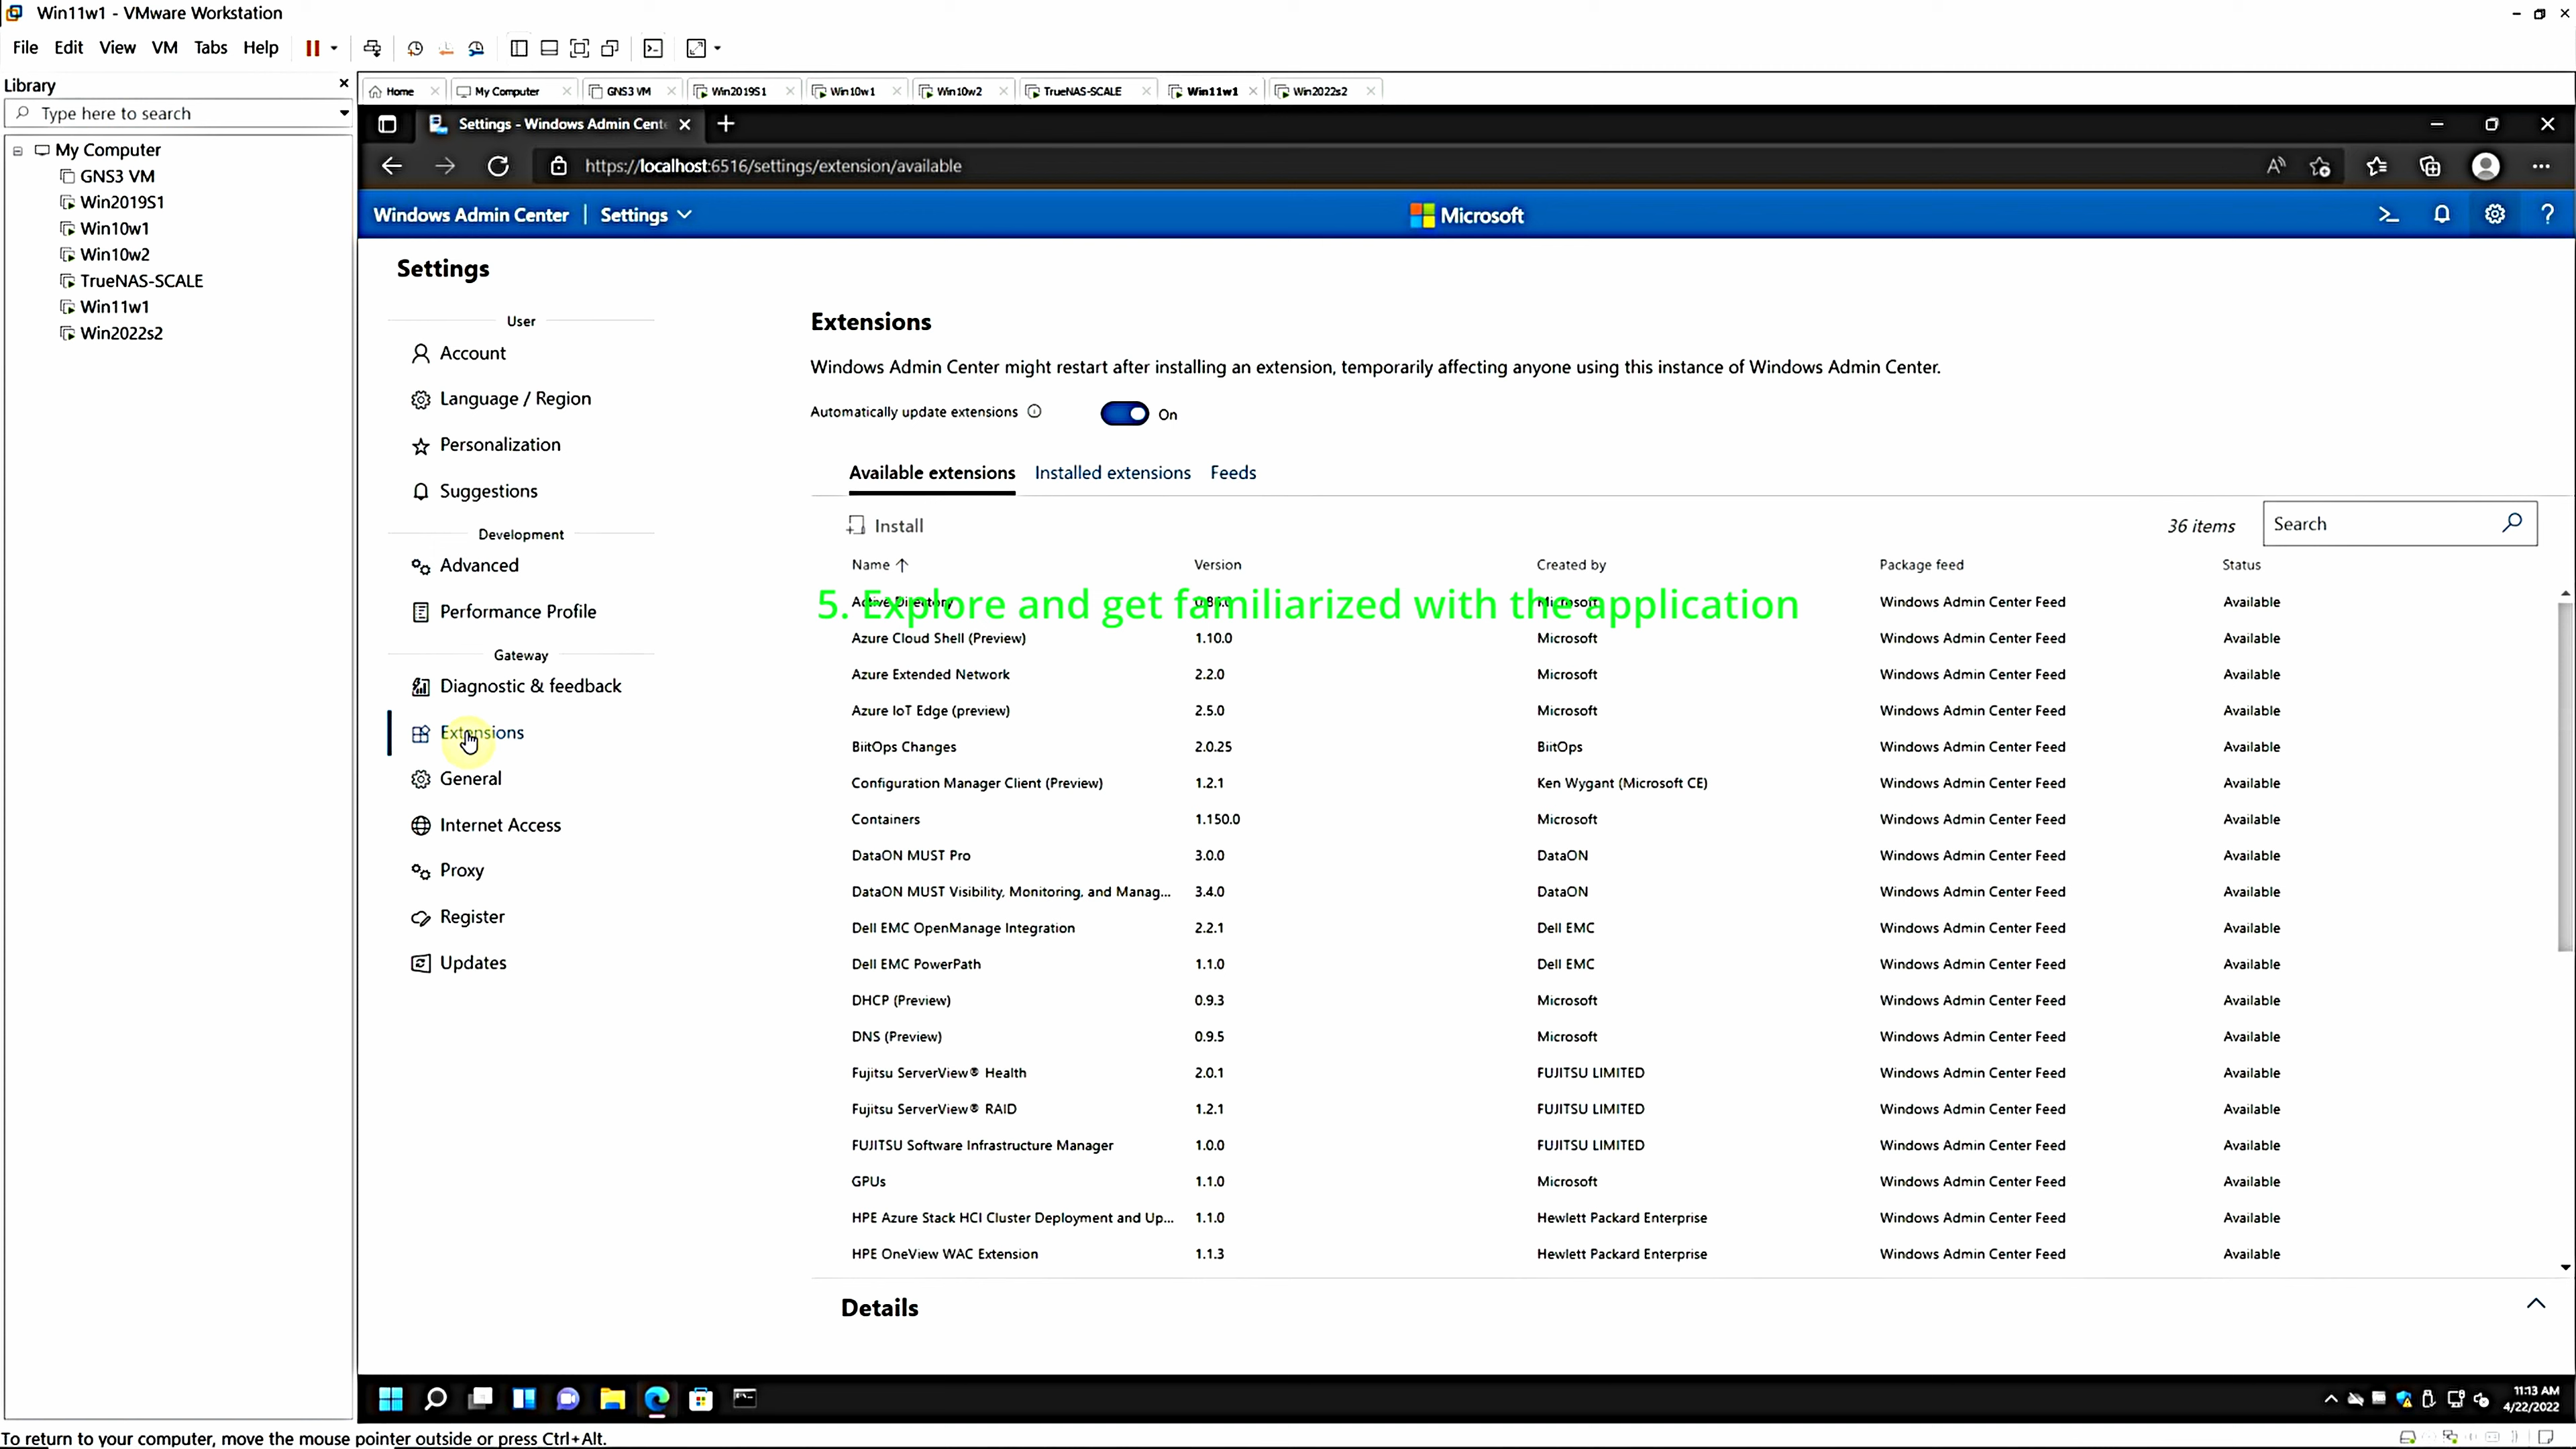 Win11w1 - VMware Workstation
File Edit View VM Tabs Help
Library
Type here to search
My Computer
GNS3 VM
Win2019S1
Win10w1
Win10w2
TrueNAS-SCALE
Win11w1
Win2022s2
Home My Computer GNS3 VM Win2019S1 Win10w1 Win10w2 TrueNAS-SCALE Win11w1 Win2022s2
Settings - Windows Admin Cent
https://localhost:6516/settings/extension/available
Windows Admin Center | Settings Microsoft
Settings
User
Account
Language / Region
Personalization
Suggestions
Development
Advanced
Performance Profile
Gateway
Diagnostic & feedback
Extensions
General
Internet Access
Proxy
Register
Updates
Extensions
Windows Admin Center might restart after installing an extension, temporarily affecting anyone using this instance of Windows Admin Center.
Automatically update extensions On
Available extensions Installed extensions Feeds
Install 36 items Search
Name Version Created by Package feed Status
5. Explore and get familiarized with the application
Active Directory Microsoft Windows Admin Center Feed Available
Azure Cloud Shell (Preview) 1.10.0 Microsoft Windows Admin Center Feed Available
Azure Extended Network 2.2.0 Microsoft Windows Admin Center Feed Available
Azure IoT Edge (preview) 2.5.0 Microsoft Windows Admin Center Feed Available
BiitOps Changes 2.0.25 BiitOps Windows Admin Center Feed Available
Configuration Manager Client (Preview) 1.2.1 Ken Wygant (Microsoft CE) Windows Admin Center Feed Available
Containers 1.150.0 Microsoft Windows Admin Center Feed Available
DataON MUST Pro 3.0.0 DataON Windows Admin Center Feed Available
DataON MUST Visibility, Monitoring, and Manag... 3.4.0 DataON Windows Admin Center Feed Available
Dell EMC OpenManage Integration 2.2.1 Dell EMC Windows Admin Center Feed Available
Dell EMC PowerPath 1.1.0 Dell EMC Windows Admin Center Feed Available
DHCP (Preview) 0.9.3 Microsoft Windows Admin Center Feed Available
DNS (Preview) 0.9.5 Microsoft Windows Admin Center Feed Available
Fujitsu ServerView® Health 2.0.1 FUJITSU LIMITED Windows Admin Center Feed Available
Fujitsu ServerView® RAID 1.2.1 FUJITSU LIMITED Windows Admin Center Feed Available
FUJITSU Software Infrastructure Manager 1.0.0 FUJITSU LIMITED Windows Admin Center Feed Available
GPUs 1.1.0 Microsoft Windows Admin Center Feed Available
HPE Azure Stack HCI Cluster Deployment and Up... 1.1.0 Hewlett Packard Enterprise Windows Admin Center Feed Available
HPE OneView WAC Extension 1.1.3 Hewlett Packard Enterprise Windows Admin Center Feed Available
Details
11:13 AM
4/22/2022
To return to your computer, move the mouse pointer outside or press Ctrl+Alt.